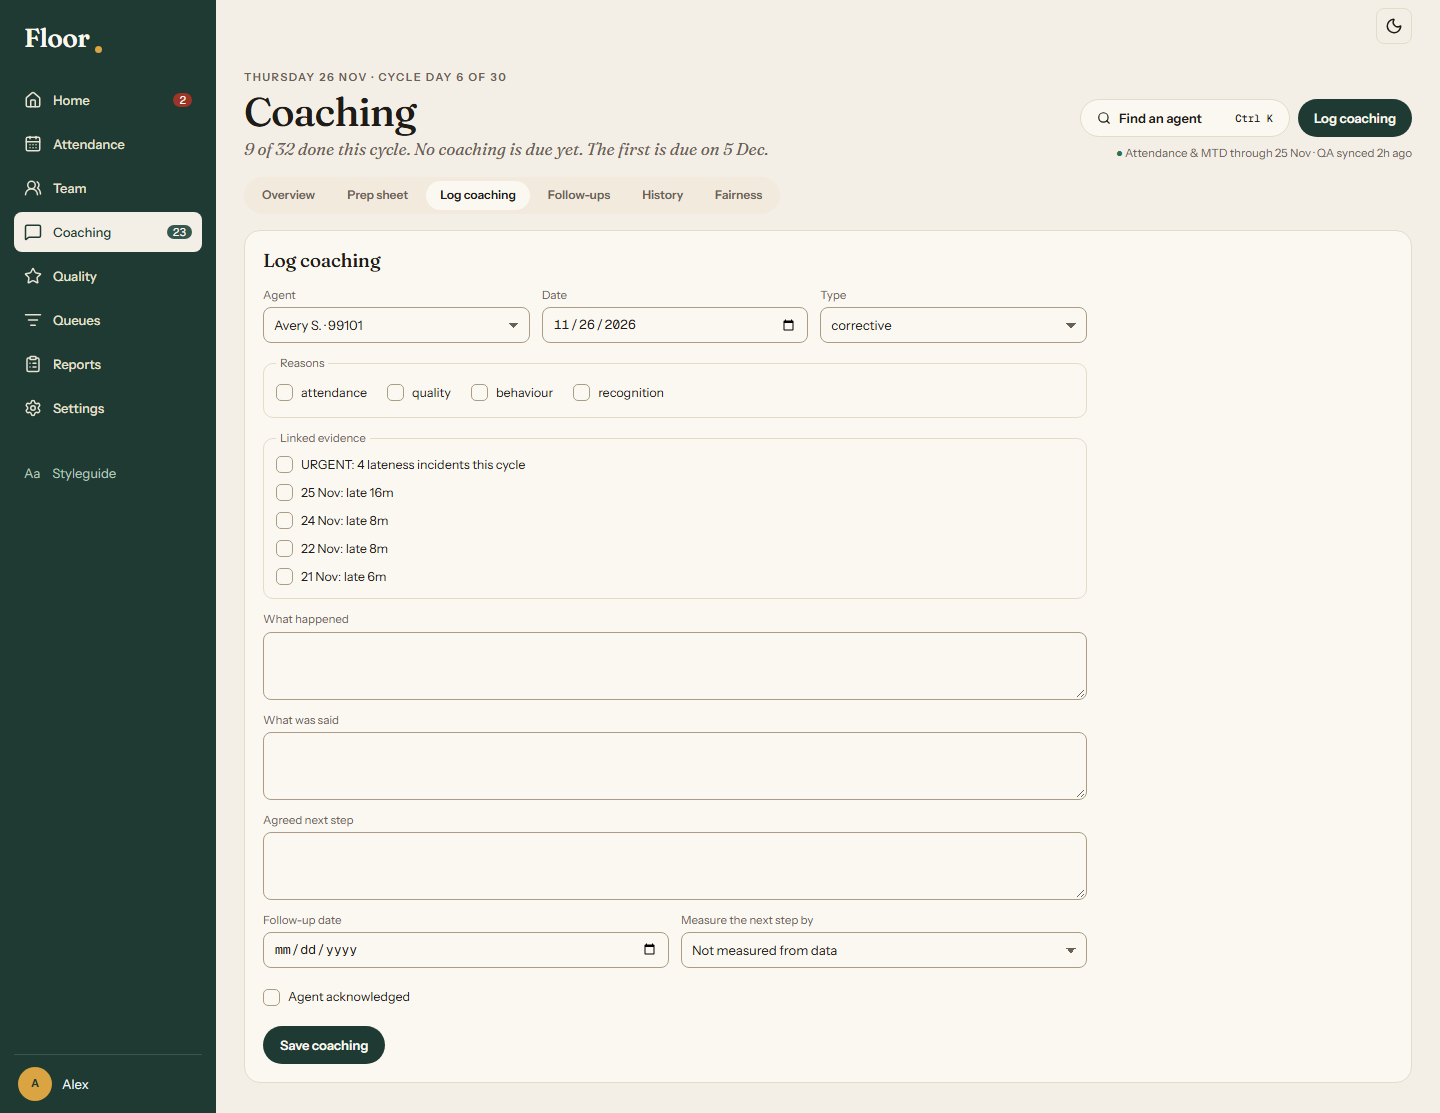 Floor.
Home 2
Attendance
Team
Coaching 23
Quality
Queues
Reports
Settings
Aa Styleguide
A Alex
THURSDAY 26 NOV · CYCLE DAY 6 OF 30
Coaching
9 of 32 done this cycle. No coaching is due yet. The first is due on 5 Dec.
Find an agent Ctrl K
Log coaching
Attendance & MTD through 25 Nov · QA synced 2h ago
Overview Prep sheet Log coaching Follow-ups History Fairness
Log coaching
Agent Date Type
Avery S. · 99101 11/26/2026 corrective
Reasons
attendance quality behaviour recognition
Linked evidence
URGENT: 4 lateness incidents this cycle
25 Nov: late 16m
24 Nov: late 8m
22 Nov: late 8m
21 Nov: late 6m
What happened
What was said
Agreed next step
Follow-up date Measure the next step by
mm/dd/yyyy Not measured from data
Agent acknowledged
Save coaching